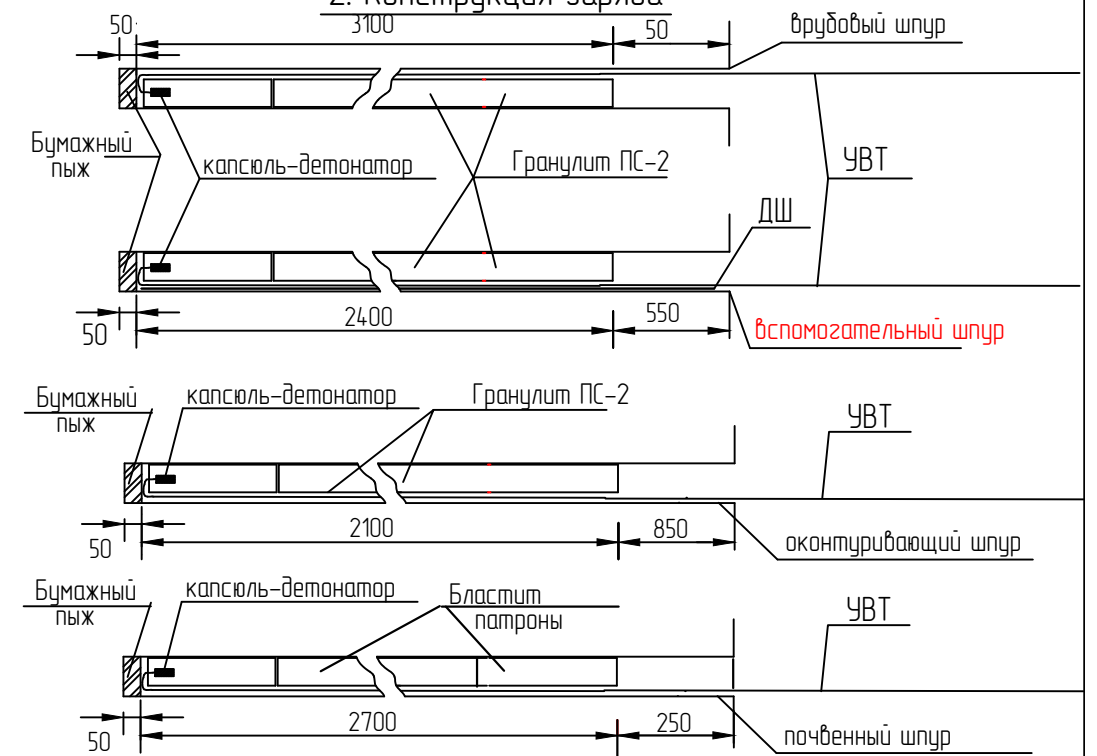 2. Конструкция заряда
50
3100
50
врубовый шпур
Бумажный
пыж
капсюль-детонатор
Гранулит ПС-2
УВТ
ДШ
50
2400
550
вспомогательный шпур
Бумажный
пыж
капсюль-детонатор
Гранулит ПС-2
УВТ
50
2100
850
оконтуривающий шпур
Бумажный
пыж
капсюль-детонатор
Бластит
патроны
УВТ
50
2700
250
почвенный шпур